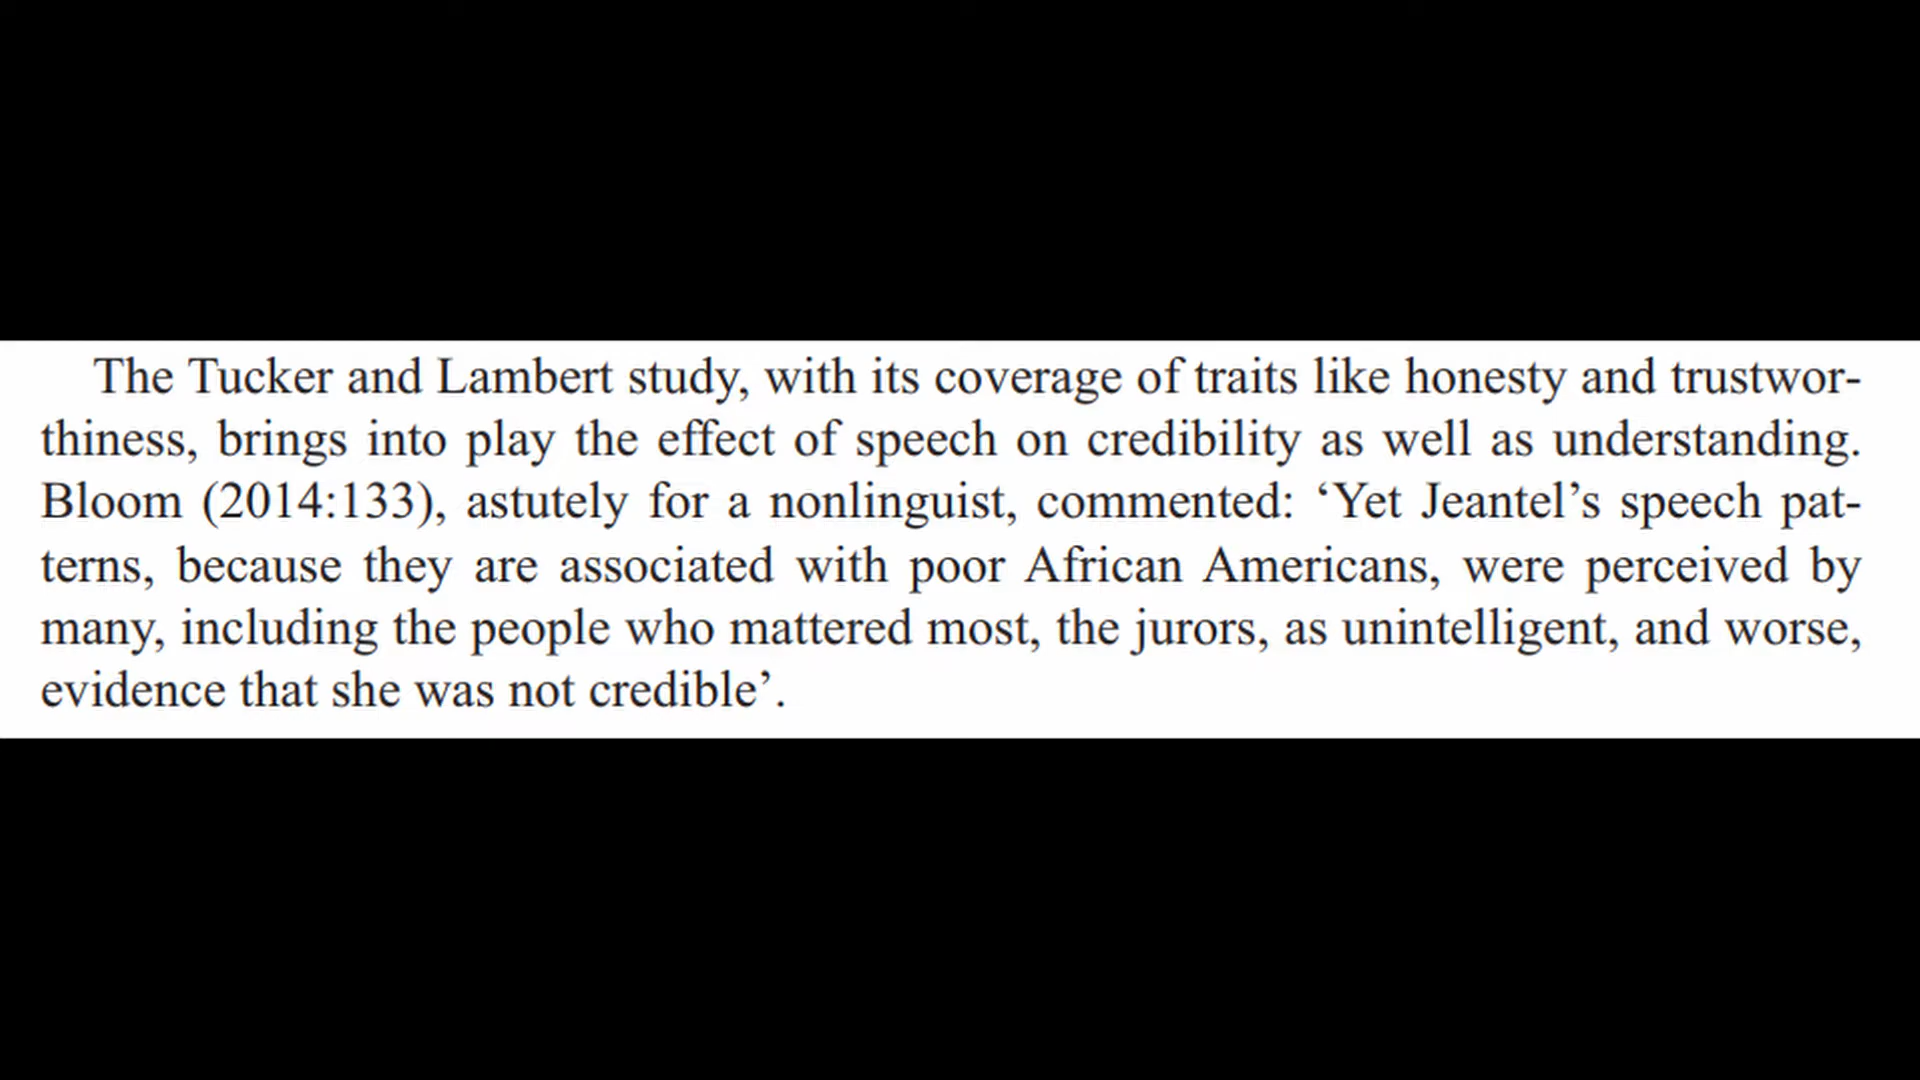 The Tucker and Lambert study, with its coverage of traits like honesty and trustwor-
thiness, brings into play the effect of speech on credibility as well as understanding.
Bloom (2014:133), astutely for a nonlinguist, commented: ‘Yet Jeantel’s speech pat-
terns, because they are associated with poor African Americans, were perceived by
many, including the people who mattered most, the jurors, as unintelligent, and worse,
evidence that she was not credible’.